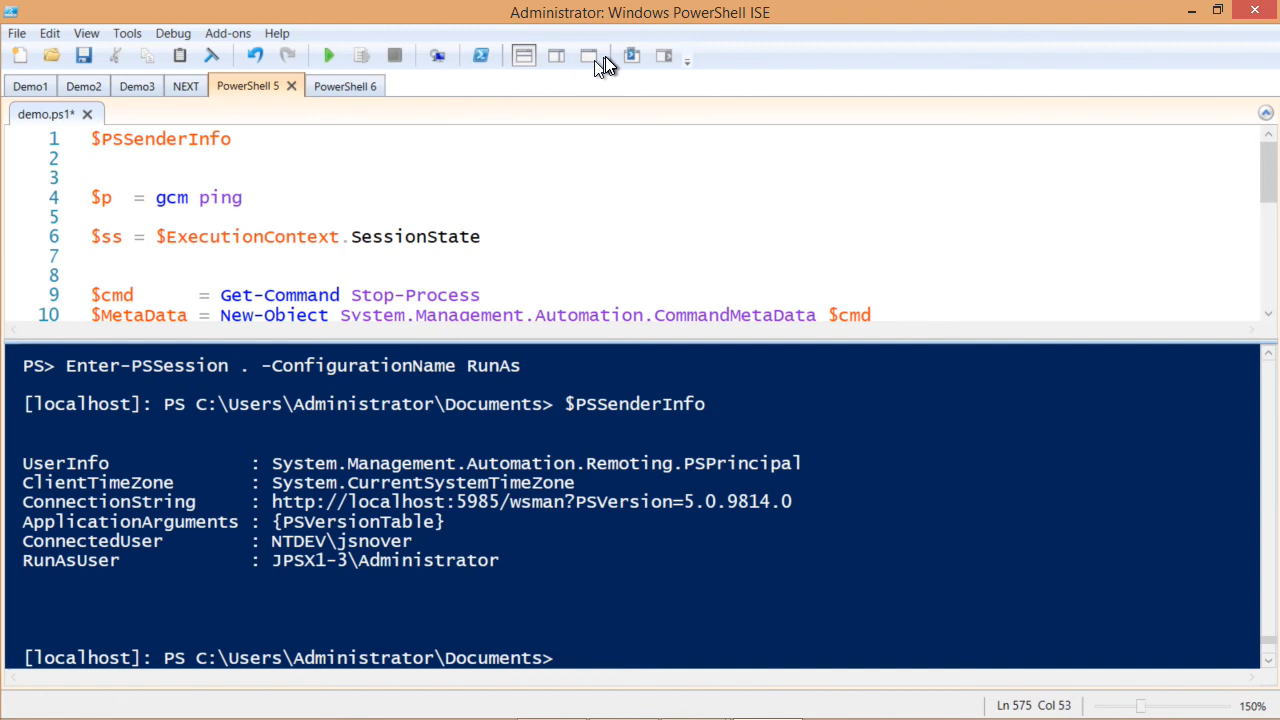 Administrator: Windows PowerShell ISE
File Edit View Tools Debug Add-ons Help
Demo1 Demo2 Demo3 NEXT PowerShell 5 PowerShell 6
demo.ps1*
1 $PSSenderInfo
2
3
4 $p = gcm ping
5
6 $ss = $ExecutionContext.SessionState
7
8
9 $cmd = Get-Command Stop-Process
10 $MetaData = New-Object System.Management.Automation.CommandMetaData $cmd
PS> Enter-PSSession . -ConfigurationName RunAs
[localhost]: PS C:\Users\Administrator\Documents> $PSSenderInfo
UserInfo : System.Management.Automation.Remoting.PSPrincipal
ClientTimeZone : System.CurrentSystemTimeZone
ConnectionString : http://localhost:5985/wsman?PSVersion=5.0.9814.0
ApplicationArguments : {PSVersionTable}
ConnectedUser : NTDEV\jsnover
RunAsUser : JPSX1-3\Administrator
[localhost]: PS C:\Users\Administrator\Documents>
Ln 575 Col 53 150%